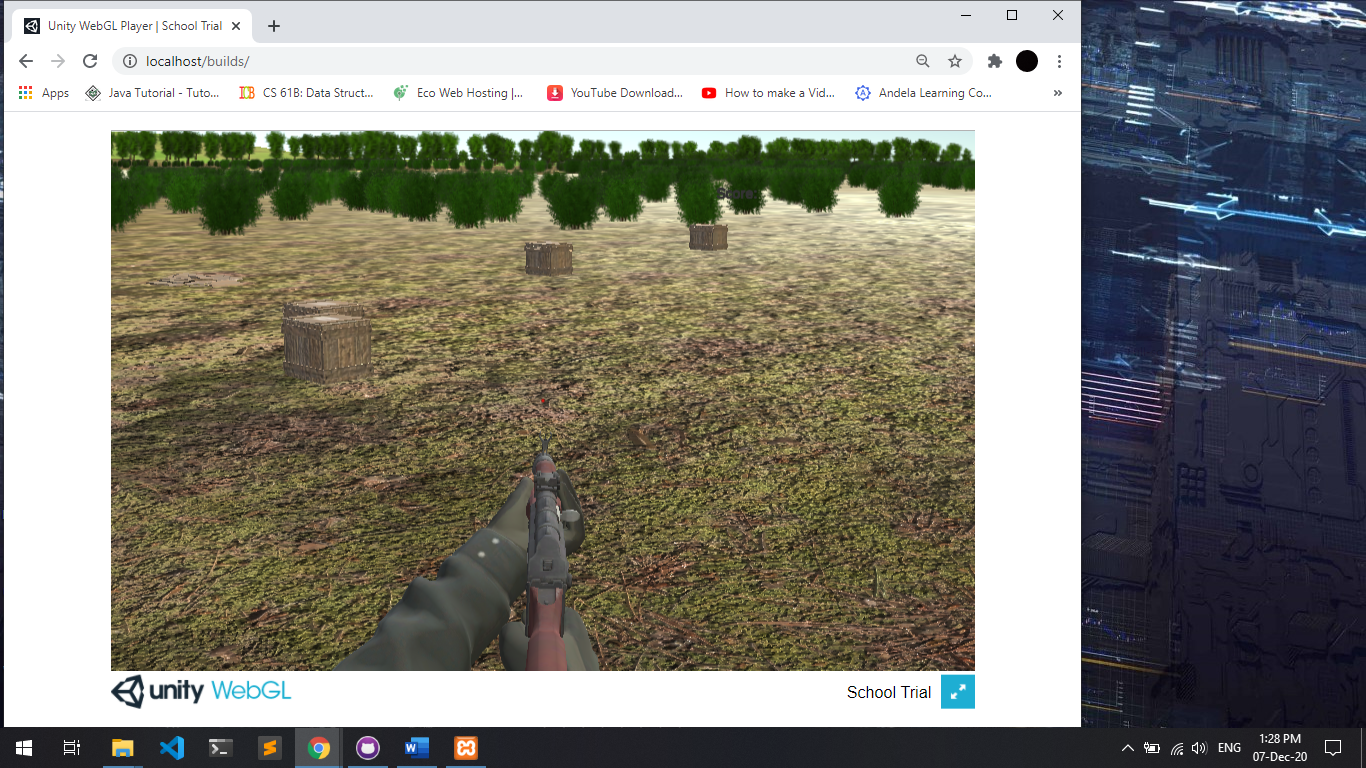 Unity WebGL Player | School Trial
localhost/builds/
Apps Java Tutorial - Tuto... CS 61B: Data Struct... Eco Web Hosting |... YouTube Download... How to make a Vid... Andela Learning Co... »
Score:
unity WebGL School Trial
ENG 1:28 PM
07-Dec-20